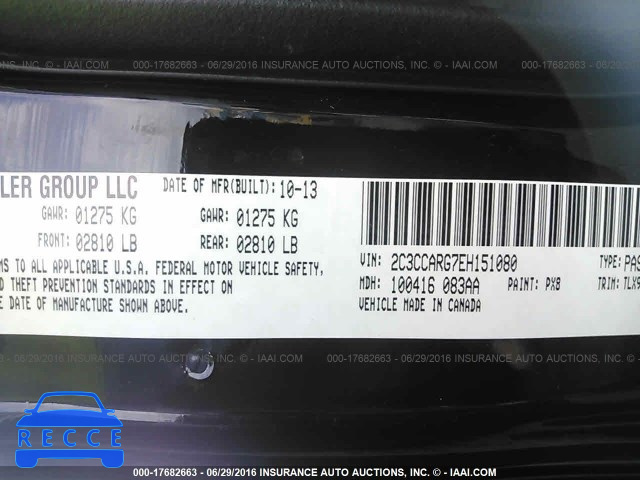 000-17682663 - 06/29/2016 INSURANCE AUTO AUCTIONS, INC. - © IAAI.COM
LER GROUP LLC DATE OF MFR(BUILT): 10-13
GAWR: 01275 KG GAWR: 01275 KG
FRONT: 02810 LB REAR: 02810 LB
MS TO ALL APPLICABLE U.S.A. FEDERAL MOTOR VEHICLE SAFETY,
D THEFT PREVENTION STANDARDS IN EFFECT ON
E DATE OF MANUFACTURE SHOWN ABOVE.
VIN: 2C3CCARG7EH151080 TYPE: PAS
MDH: 100416 083AA PAINT: PX8 TRIM: TLX9
VEHICLE MADE IN CANADA
000-17682663 - 06/29/2016 INSURANCE AUTO AUCTIONS, INC. - © IAAI.COM
RECCE
000-17682663 - 06/29/2016 INSURANCE AUTO AUCTIONS, INC. - © IAAI.COM